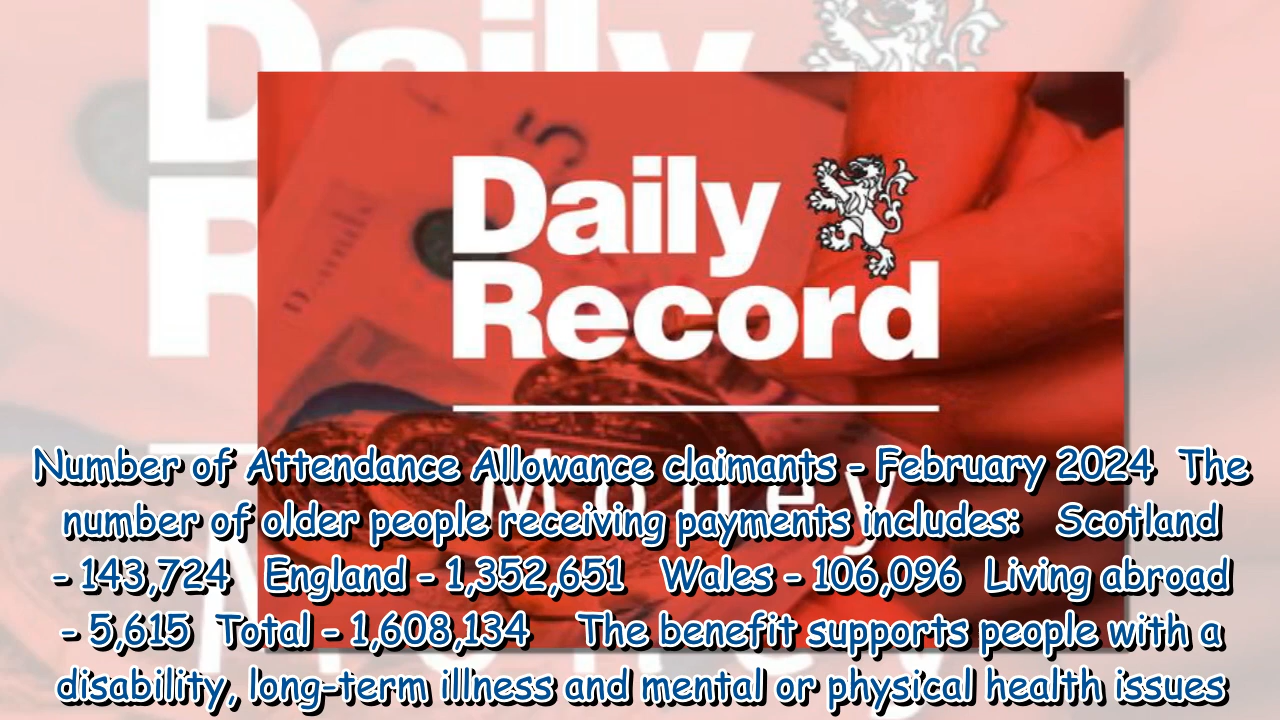 Daily
Record
Money
Number of Attendance Allowance claimants - February 2024 The
number of older people receiving payments includes: Scotland
- 143,724 England - 1,352,651 Wales - 106,096 Living abroad
- 5,615 Total - 1,608,134 The benefit supports people with a
disability, long-term illness and mental or physical health issues